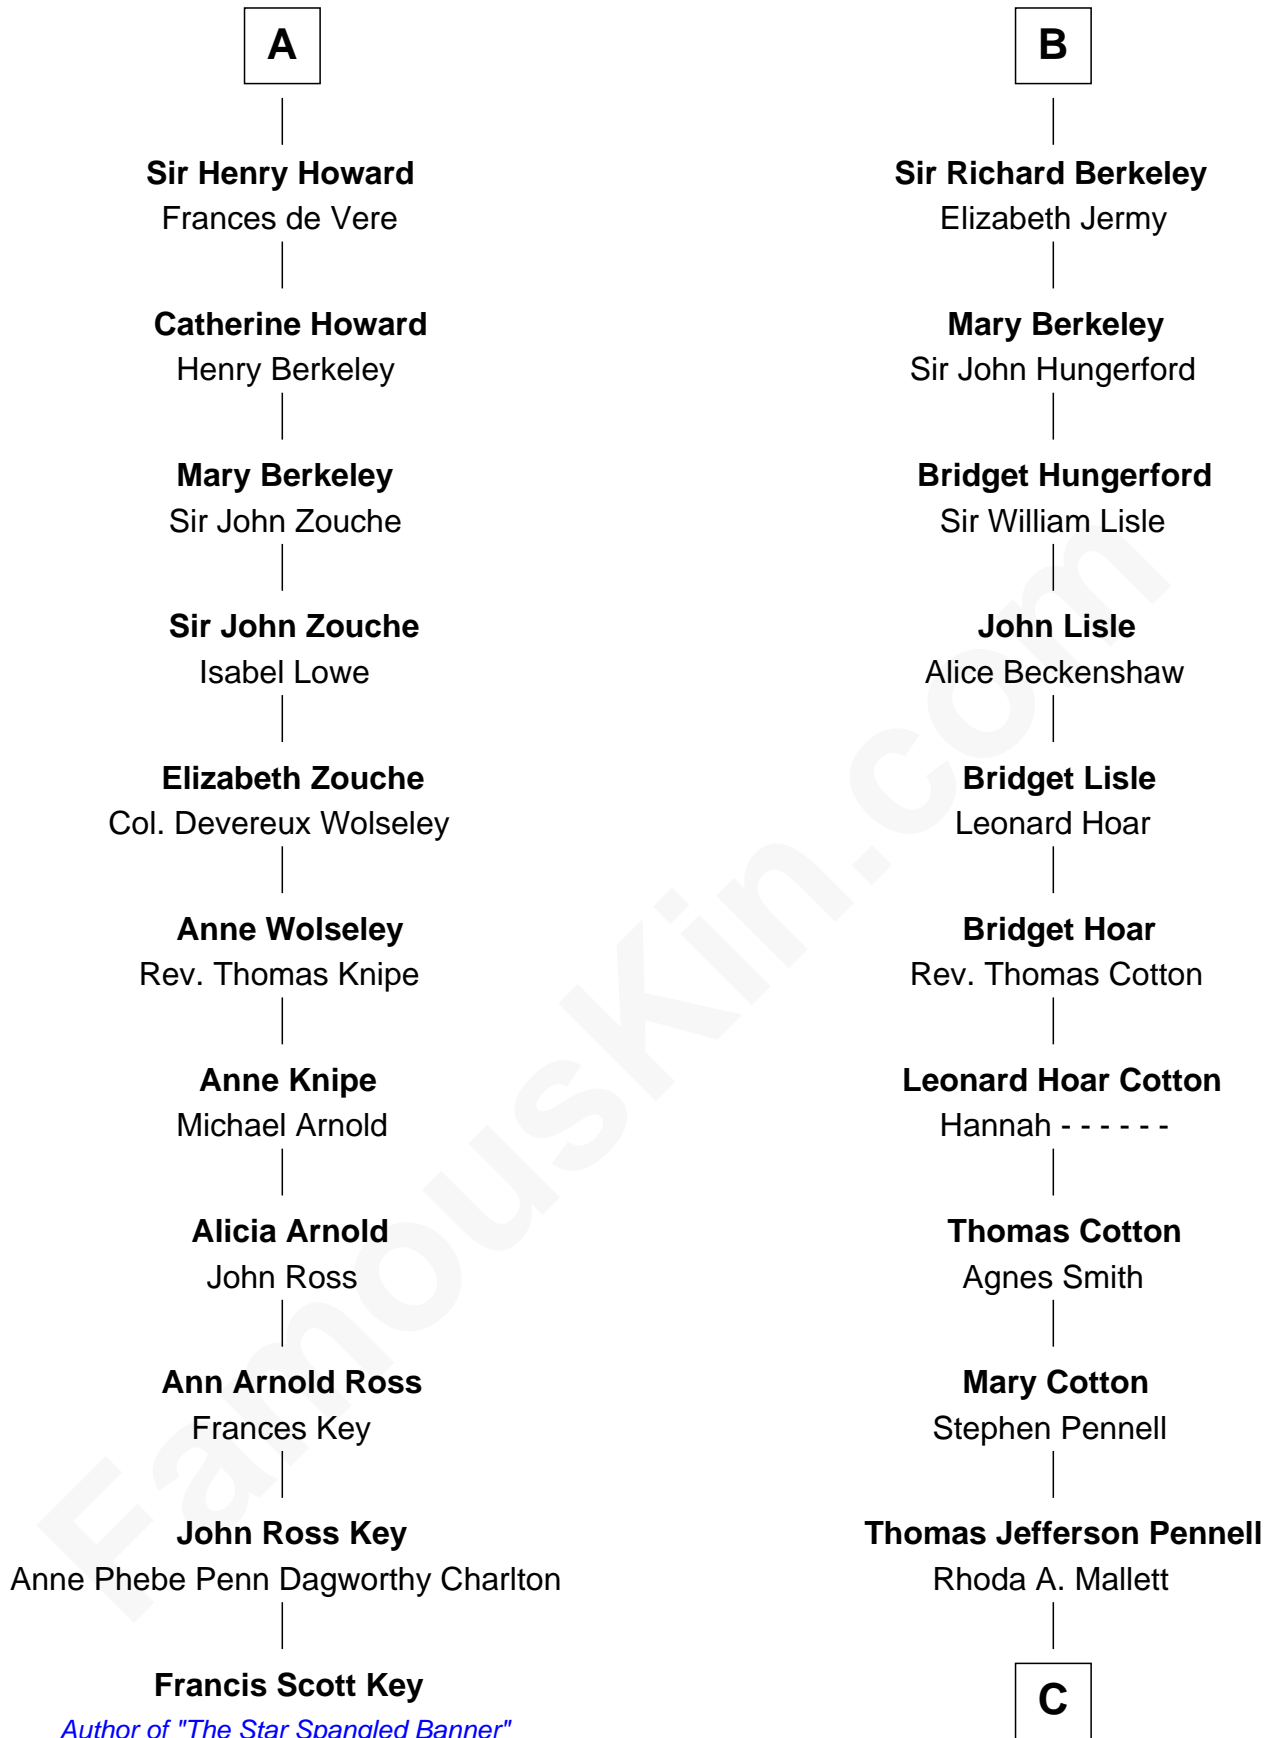 A
Sir Henry Howard
Frances de Vere
Catherine Howard
Henry Berkeley
Mary Berkeley
Sir John Zouche
Sir John Zouche
Isabel Lowe
Elizabeth Zouche
Col. Devereux Wolseley
Anne Wolseley
Rev. Thomas Knipe
Anne Knipe
Michael Arnold
Alicia Arnold
John Ross
Ann Arnold Ross
Frances Key
John Ross Key
Anne Phebe Penn Dagworthy Charlton
Francis Scott Key
Author of "The Star Spangled Banner"
B
Sir Richard Berkeley
Elizabeth Jermy
Mary Berkeley
Sir John Hungerford
Bridget Hungerford
Sir William Lisle
John Lisle
Alice Beckenshaw
Bridget Lisle
Leonard Hoar
Bridget Hoar
Rev. Thomas Cotton
Leonard Hoar Cotton
Hannah - - - - - -
Thomas Cotton
Agnes Smith
Mary Cotton
Stephen Pennell
Thomas Jefferson Pennell
Rhoda A. Mallett
C
FamousKin.com